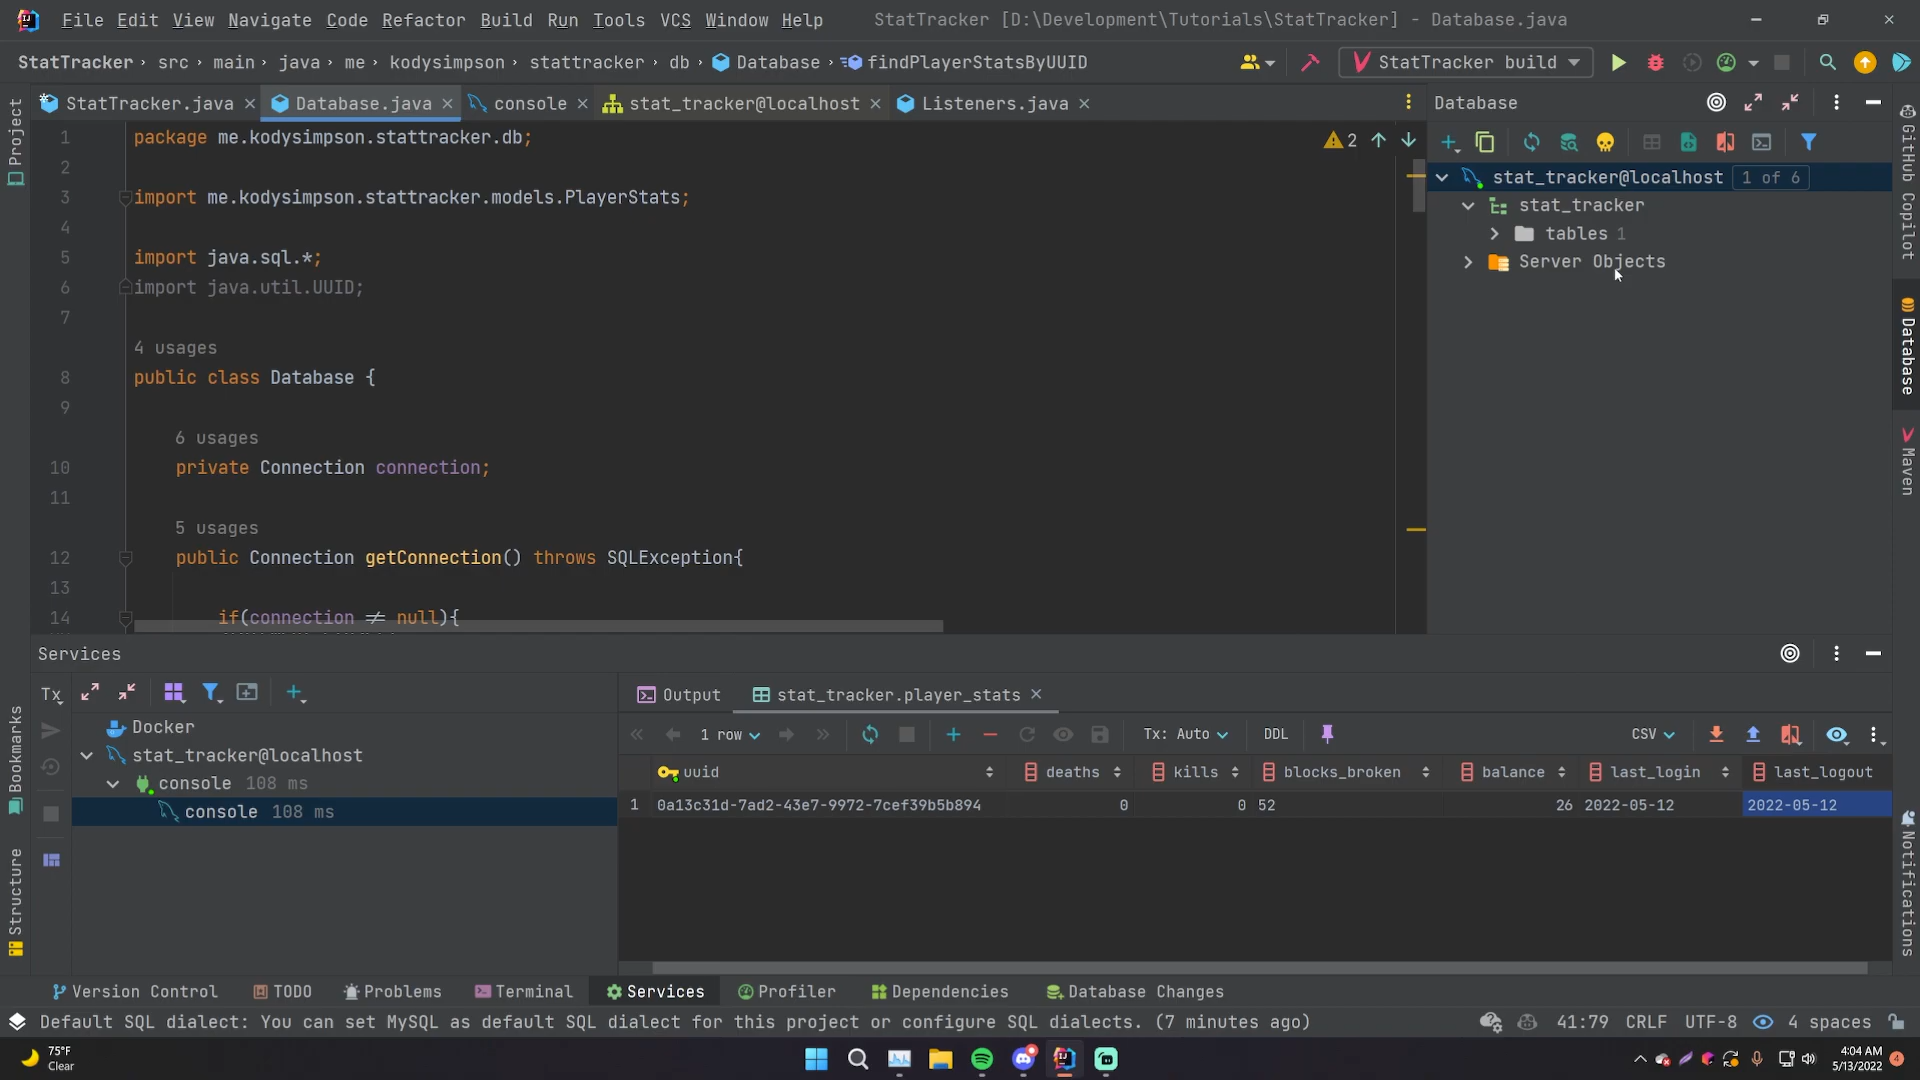 File Edit View Navigate Code Refactor Build Run Tools VCS Window Help StatTracker [D:\Development\Tutorials\StatTracker] - Database.java
StatTracker › src › main › java › me › kodysimpson › stattracker › db › Database › findPlayerStatsByUUID StatTracker build
StatTracker.java Database.java console stat_tracker@localhost Listeners.java Database
Project
GitHub Copilot
Database
Maven
Notifications
Bookmarks
Structure
1 package me.kodysimpson.stattracker.db; 2
2
3 import me.kodysimpson.stattracker.models.PlayerStats;
4
5 import java.sql.*;
6 import java.util.UUID;
7
4 usages
8 public class Database {
9
6 usages
10 private Connection connection;
11
5 usages
12 public Connection getConnection() throws SQLException{
13
14 if(connection ≠ null){
stat_tracker@localhost 1 of 6
stat_tracker
tables 1
Server Objects
Services
Tx
Docker
stat_tracker@localhost
console 108 ms
console 108 ms
Output stat_tracker.player_stats
1 row Tx: Auto DDL CSV
uuid deaths kills blocks_broken balance last_login last_logout
1 0a13c31d-7ad2-43e7-9972-7cef39b5b894 0 0 52 26 2022-05-12 2022-05-12
Version Control TODO Problems Terminal Services Profiler Dependencies Database Changes
Default SQL dialect: You can set MySQL as default SQL dialect for this project or configure SQL dialects. (7 minutes ago) 41:79 CRLF UTF-8 4 spaces
75°F
Clear
4:04 AM
5/13/2022
4